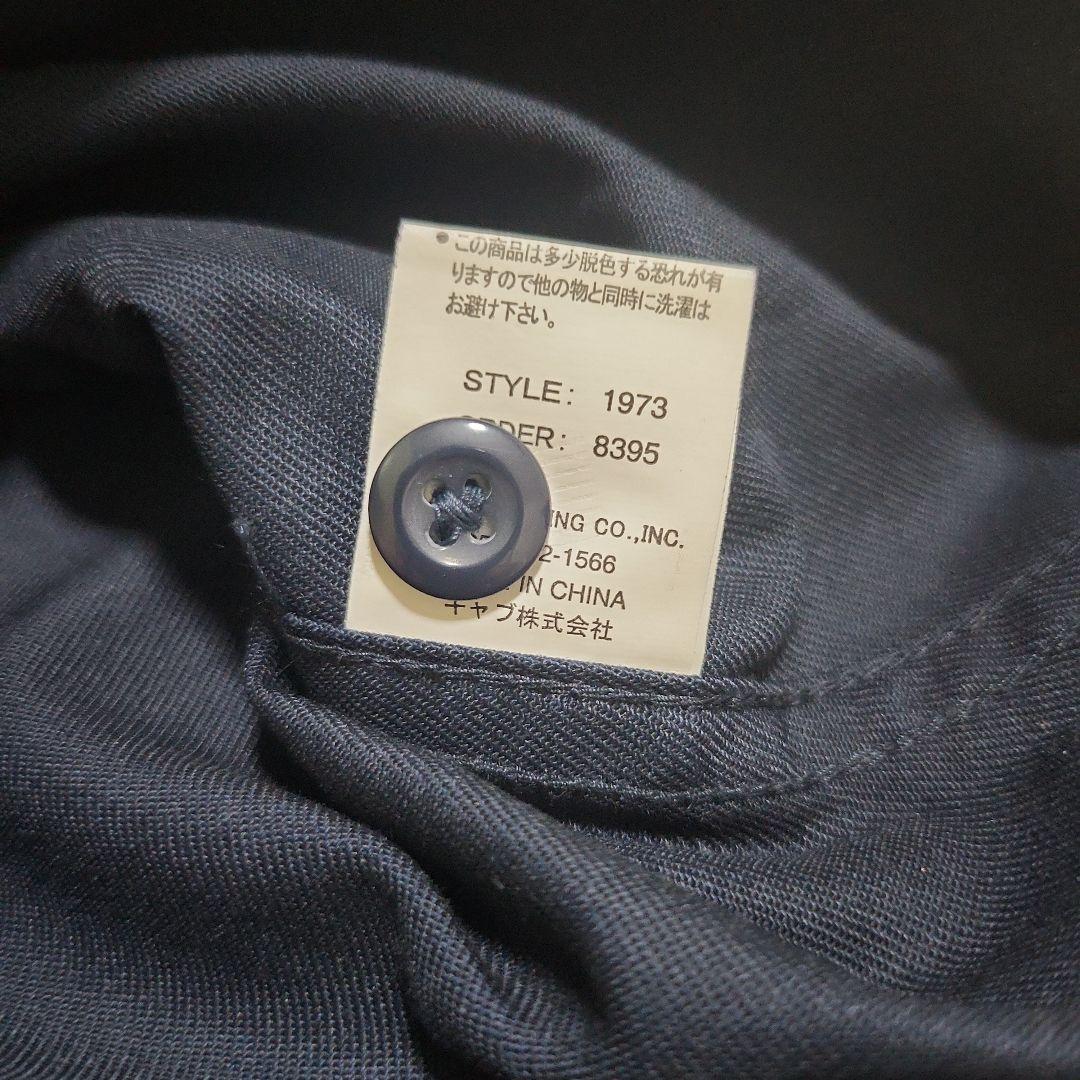 ● この商品は多少脱色する恐れが有
りますので他の物と同時に洗濯は
お避け下さい。
STYLE: 1973
ORDER: 8395
ING CO.,INC.
2-1566
IN CHINA
キャブ株式会社